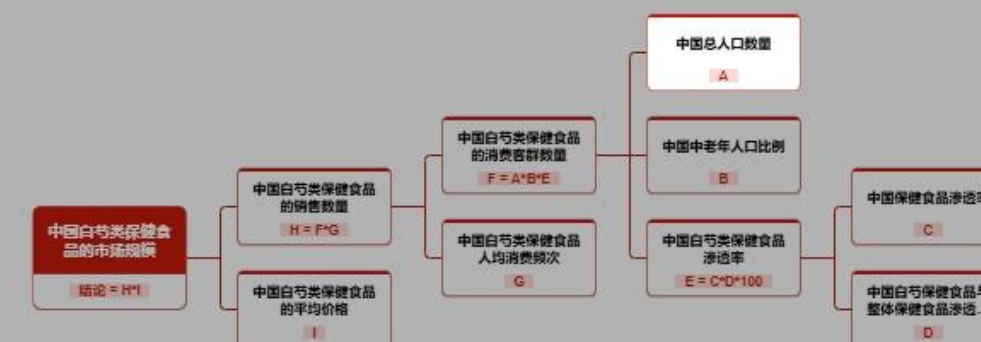 中国总人口数量
A
中国白芍类保健食品
的消费客群数量
F = A*B*E
中国中老年人口比例
B
中国白芍类保健食品
的销售数量
H = F*G
中国保健食品渗透率
C
中国白芍类保健食
品的市场规模
结论 = H*I
中国白芍类保健食品
人均消费频次
G
中国白芍类保健食品
渗透率
E = C*D*100
中国白芍类保健食品
的平均价格
I
中国白芍保健食品与
整体保健食品渗透...
D